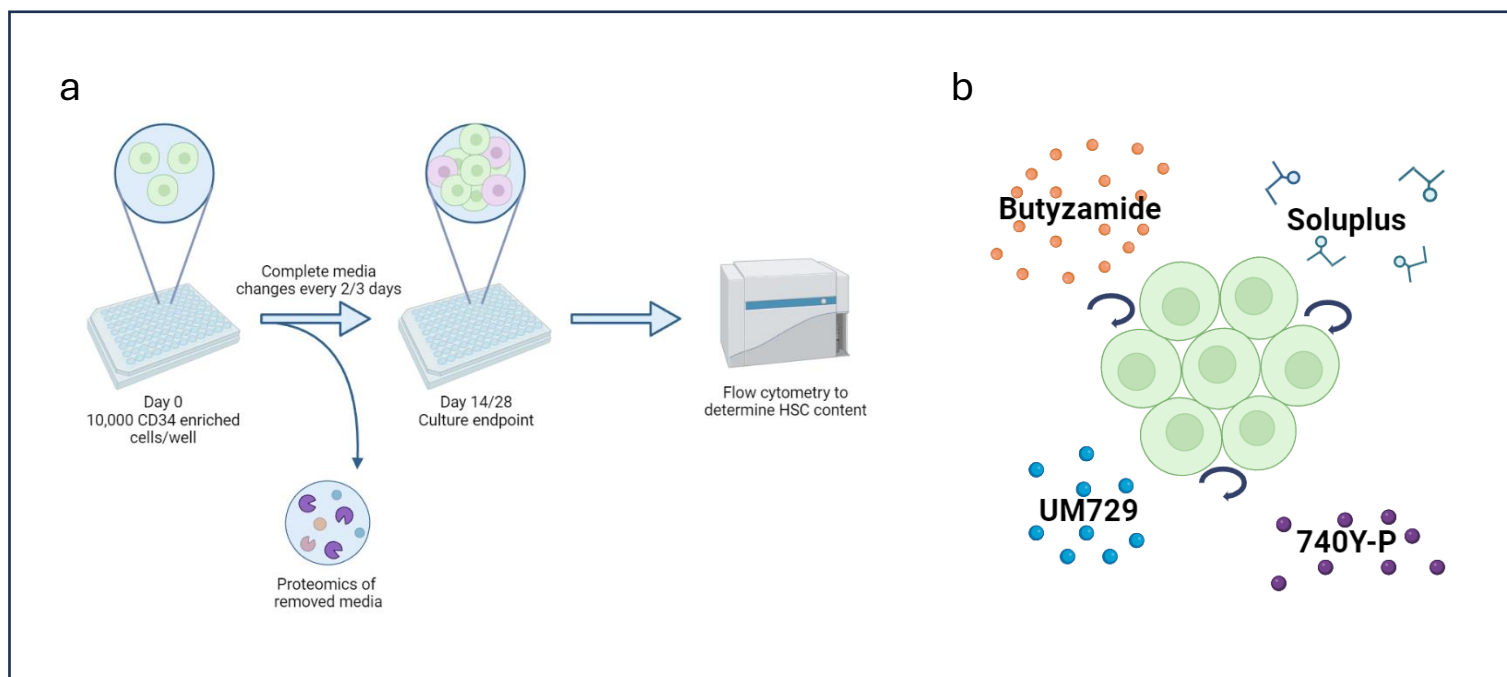 a
Complete media
changes every 2/3 days
Day 0
10,000 CD34 enriched
cells/well
Day 14/28
Culture endpoint
Flow cytometry to
determine HSC content
Proteomics of
removed media
b
Butyzamide
Soluplus
UM729
740Y-P